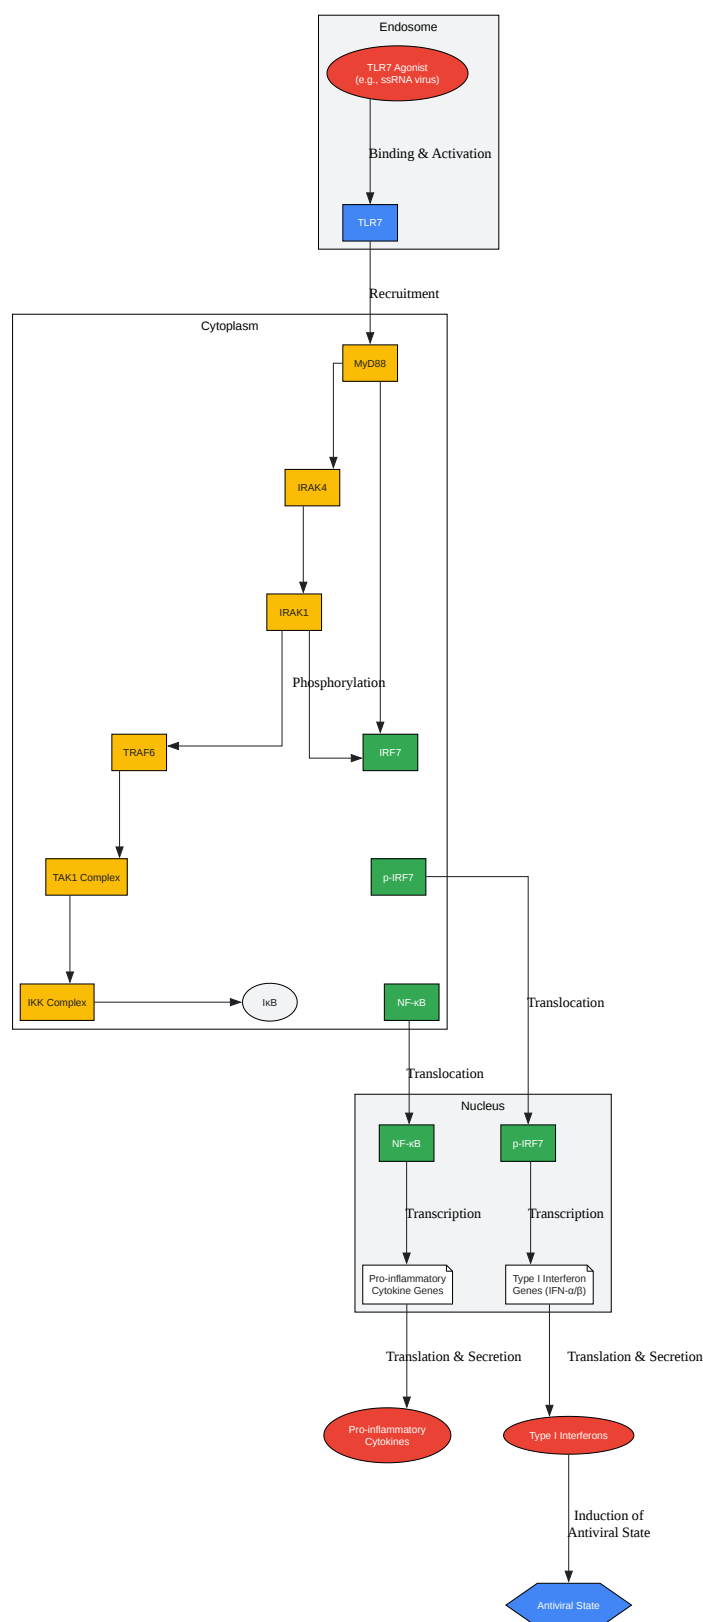 Endosome
TLR7 Agonist
(e.g., ssRNA virus)
Binding & Activation
TLR7
Recruitment
Cytoplasm
MyD88
IRAK4
IRAK1
Phosphorylation
TRAF6
IRF7
TAK1 Complex
p-IRF7
IKK Complex
IκB
NF-κB
Translocation
Translocation
Nucleus
NF-κB
p-IRF7
Transcription
Transcription
Pro-inflammatory
Cytokine Genes
Type I Interferon
Genes (IFN-α/β)
Translation & Secretion
Translation & Secretion
Pro-inflammatory
Cytokines
Type I Interferons
Induction of
Antiviral State
Antiviral State